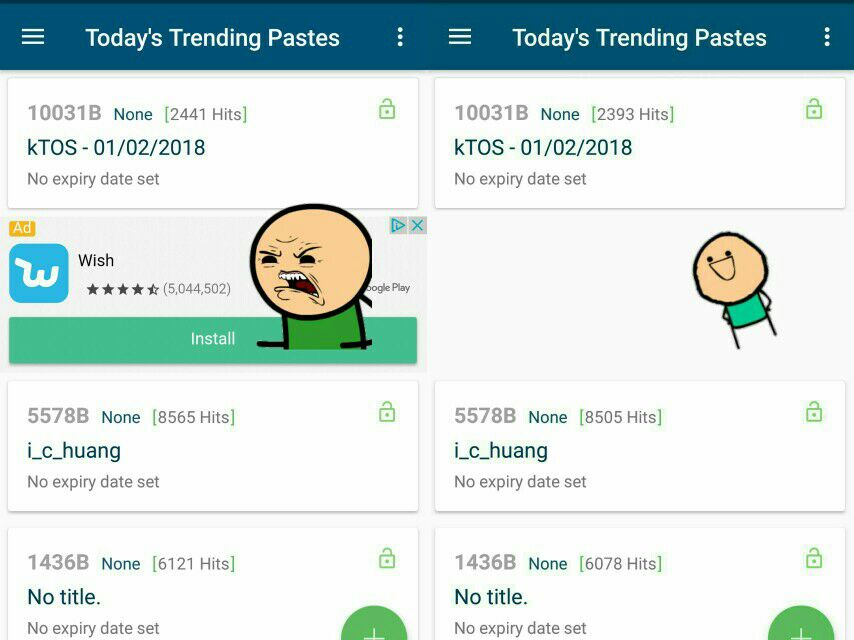 Today's Trending Pastes
10031B None [2441 Hits]
kTOS - 01/02/2018
No expiry date set
Ad
Wish
(5,044,502)
oogle Play
Install
5578B None [8565 Hits]
i_c_huang
No expiry date set
1436B None [6121 Hits]
No title.
No expiry date set
Today's Trending Pastes
10031B None [2393 Hits]
kTOS - 01/02/2018
No expiry date set
5578B None [8505 Hits]
i_c_huang
No expiry date set
1436B None [6078 Hits]
No title.
No expiry date set